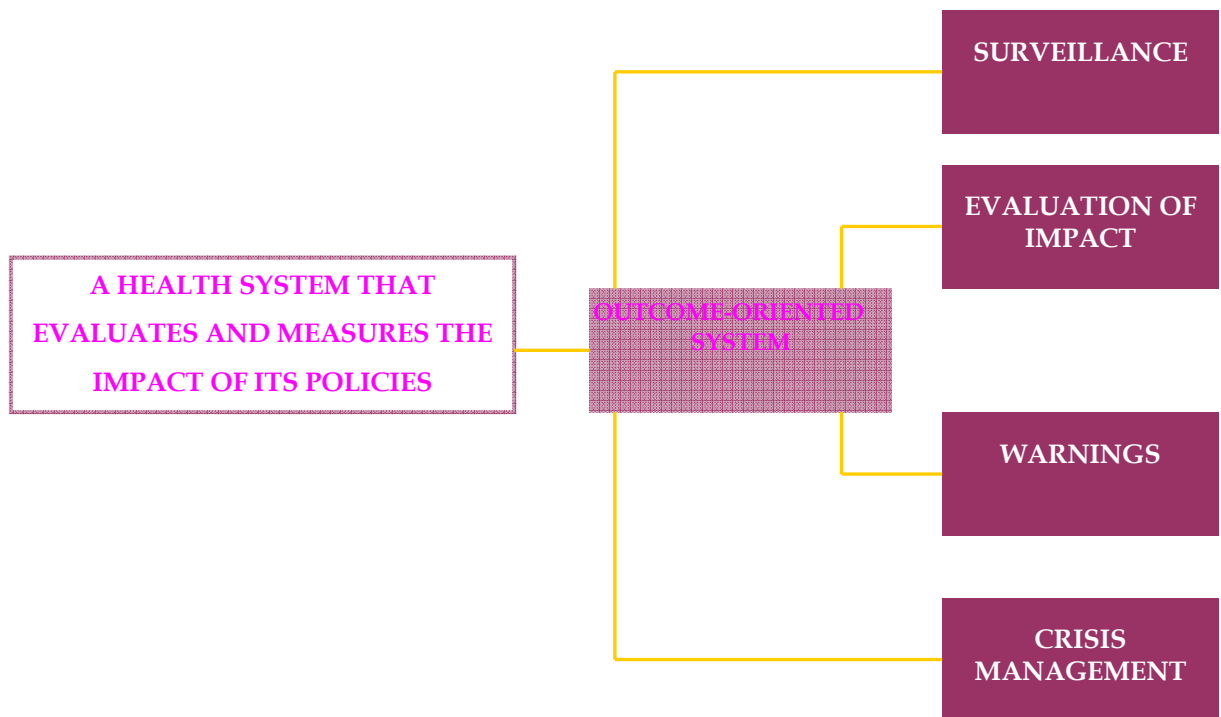 A HEALTH SYSTEM THAT
EVALUATES AND MEASURES THE
IMPACT OF ITS POLICIES
OUTCOME-ORIENTED
SYSTEM
SURVEILLANCE
EVALUATION OF
IMPACT
WARNINGS
CRISIS
MANAGEMENT